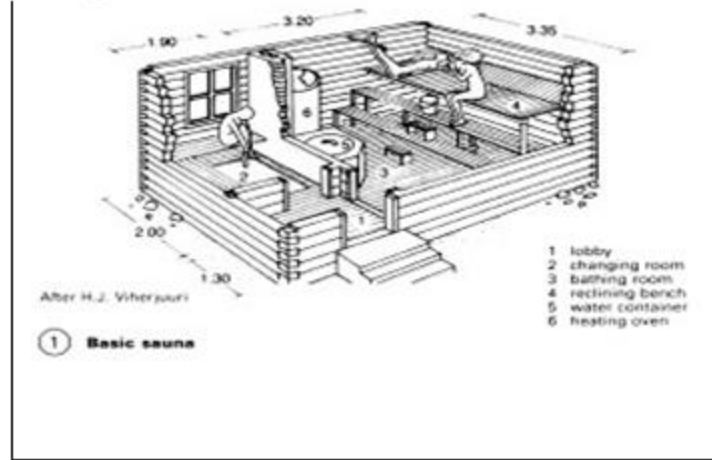 3.20
3.35
1.90
6
4
5
3
2
1
2.00
1.30
1 lobby
2 changing room
3 bathing room
4 reclining bench
5 water container
6 heating oven
After H.J. Viherjuuri
1 Basic sauna